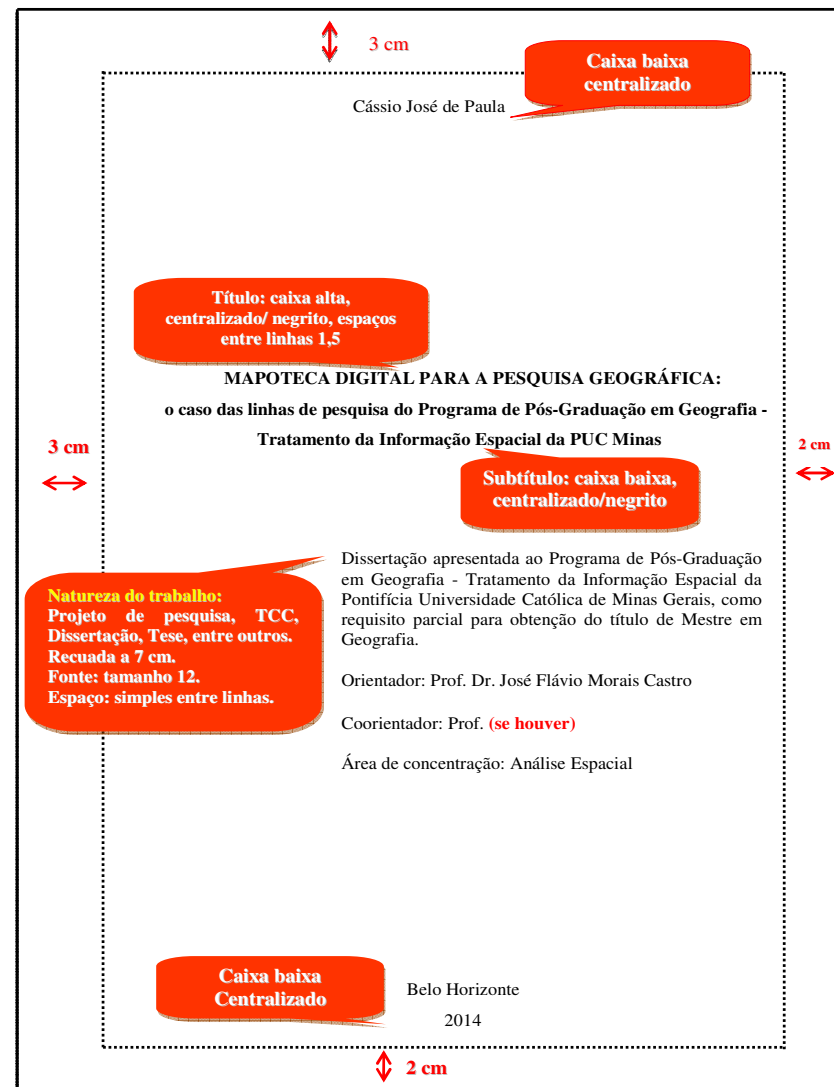 3 cm
Caixa baixa
centralizado
Cássio José de Paula
Título: caixa alta,
centralizado/ negrito, espaços
entre linhas 1,5
MAPOTECA DIGITAL PARA A PESQUISA GEOGRÁFICA:
o caso das linhas de pesquisa do Programa de Pós-Graduação em Geografia -
Tratamento da Informação Espacial da PUC Minas
3 cm
2 cm
Subtítulo: caixa baixa,
centralizado/negrito
Dissertação apresentada ao Programa de Pós-Graduação
em Geografia - Tratamento da Informação Espacial da
Pontifícia Universidade Católica de Minas Gerais, como
requisito parcial para obtenção do título de Mestre em
Geografia.
Natureza do trabalho:
Projeto de pesquisa, TCC,
Dissertação, Tese, entre outros.
Recuada a 7 cm.
Fonte: tamanho 12.
Espaço: simples entre linhas.
Orientador: Prof. Dr. José Flávio Morais Castro
Coorientador: Prof. (se houver)
Área de concentração: Análise Espacial
Caixa baixa
Centralizado
Belo Horizonte
2014
2 cm